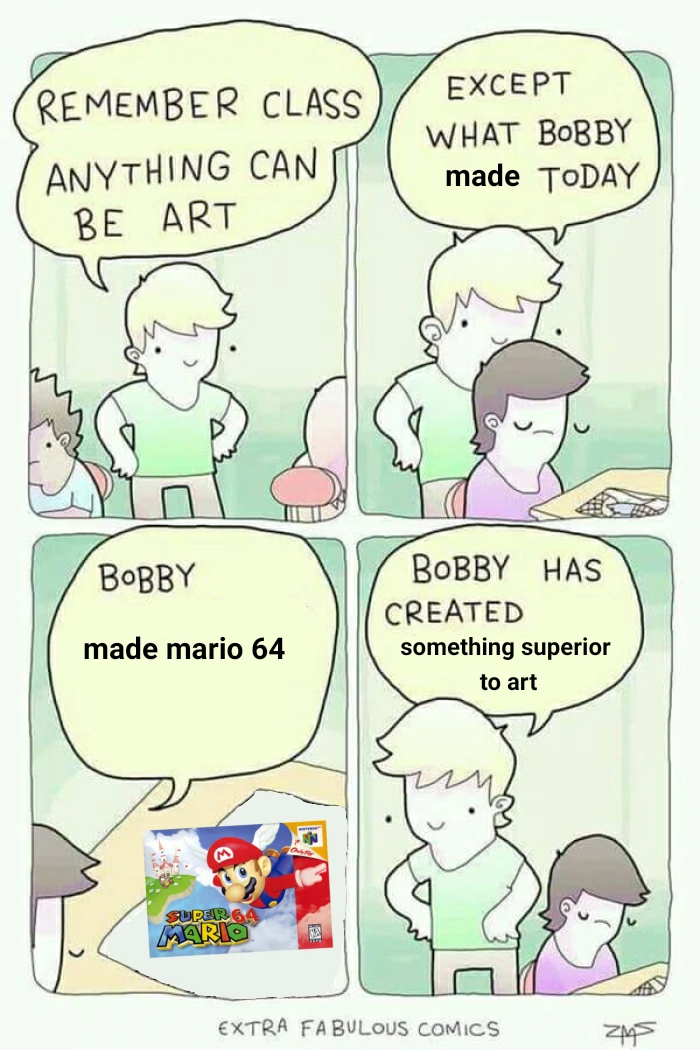 REMEMBER CLASS
ANYTHING CAN
BE ART
EXCEPT
WHAT BOBBY
made TODAY
BOBBY
made mario 64
BOBBY HAS
CREATED
something superior
to art
NINTENDO
M
SUPER 64
MARIO
EXTRA FABULOUS COMICS
ZMS